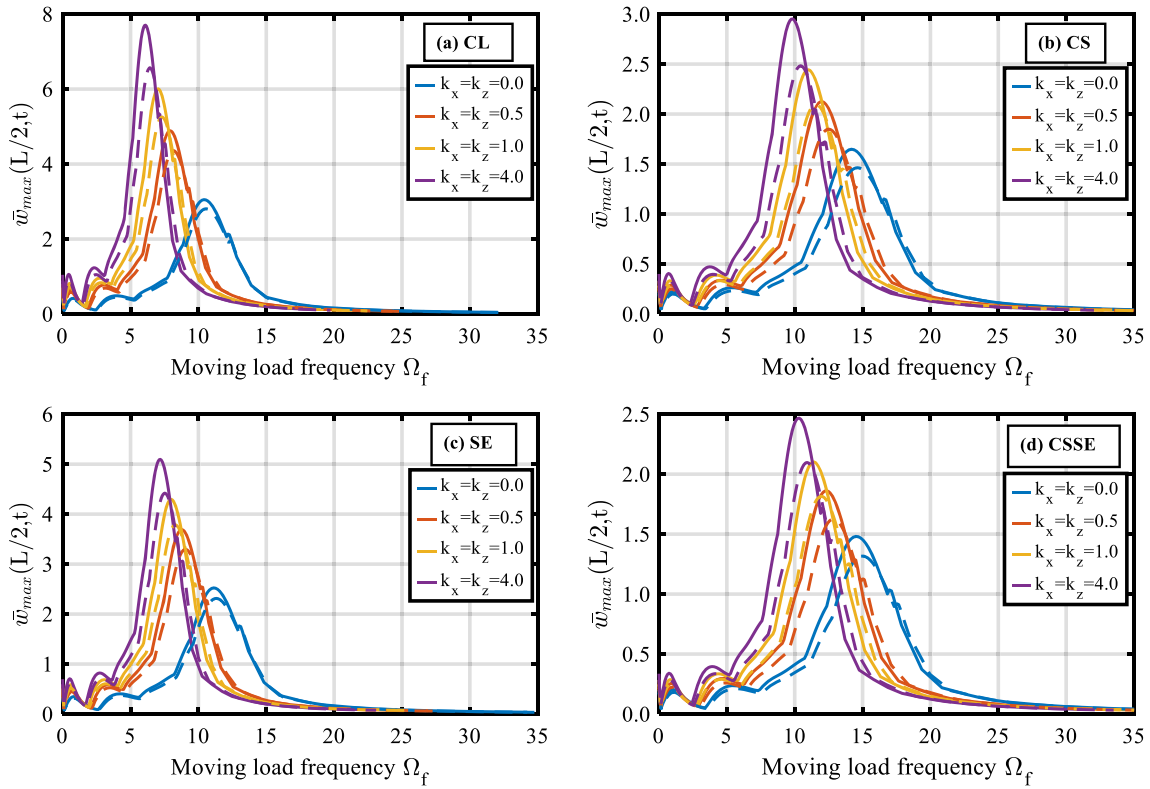 (a) CL
k_x=k_z=0.0
k_x=k_z=0.5
k_x=k_z=1.0
k_x=k_z=4.0
w̄_max(L/2,t)
8
6
4
2
0
0 5 10 15 20 25 30 35
Moving load frequency Ω_f
(b) CS
k_x=k_z=0.0
k_x=k_z=0.5
k_x=k_z=1.0
k_x=k_z=4.0
w̄_max(L/2,t)
3.0
2.5
2.0
1.5
1.0
0.5
0.0
0 5 10 15 20 25 30 35
Moving load frequency Ω_f
(c) SE
k_x=k_z=0.0
k_x=k_z=0.5
k_x=k_z=1.0
k_x=k_z=4.0
w̄_max(L/2,t)
6
5
4
3
2
1
0
0 5 10 15 20 25 30 35
Moving load frequency Ω_f
(d) CSSE
k_x=k_z=0.0
k_x=k_z=0.5
k_x=k_z=1.0
k_x=k_z=4.0
w̄_max(L/2,t)
2.5
2.0
1.5
1.0
0.5
0.0
0 5 10 15 20 25 30 35
Moving load frequency Ω_f